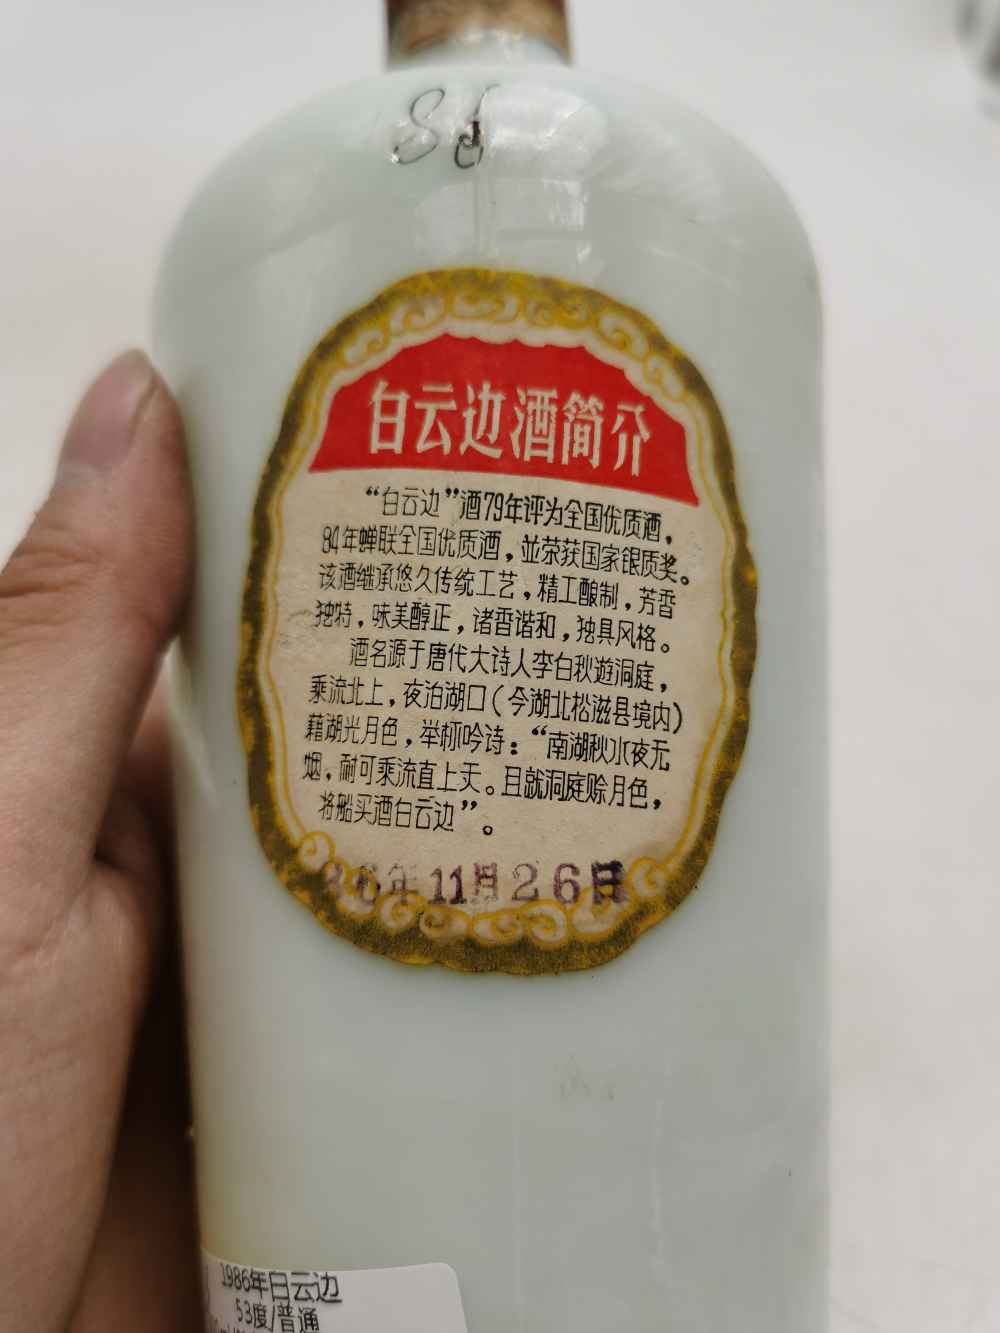 86
白云边酒简介
“白云边”酒79年评为全国优质酒，
84年蝉联全国优质酒，並荣获国家银质奖。
该酒继承悠久传统工艺，精工酿制，芳香
独特，味美醇正，诸香谐和，独具风格。
酒名源于唐代大诗人李白秋遊洞庭，
乘流北上，夜泊湖口（今湖北松滋县境内）
藉湖光月色，举杯吟诗：“南湖秋水夜无
烟，耐可乘流直上天。且就洞庭赊月色，
将船买酒白云边”。
86年11月26日
1986年白云边
53度/普通